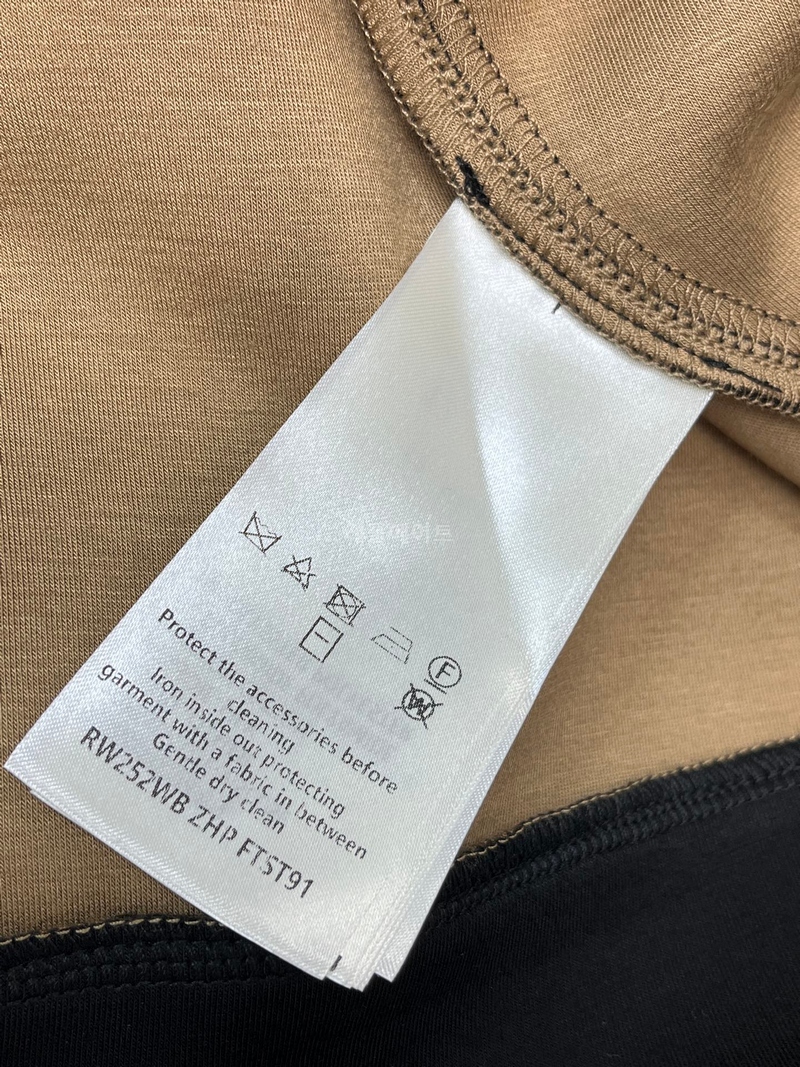 F
W
Protect the accessories before
cleaning
Iron inside out protecting
garment with a fabric in between
Gentle dry clean
RW252WB ZHP FTST91